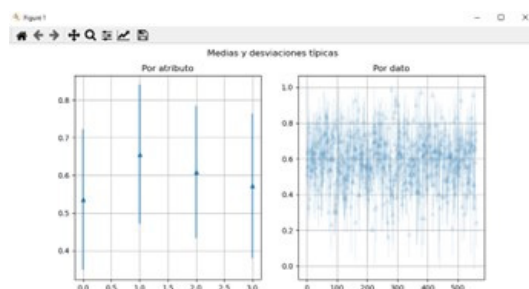 Figure 1
Medias y desviaciones típicas
Por atributo
Por dato
0.8
0.7
0.6
0.5
0.4
0.0 0.5 1.0 1.5 2.0 2.5 3.0
1.0
0.8
0.6
0.4
0.2
0.0
0 100 200 300 400 500